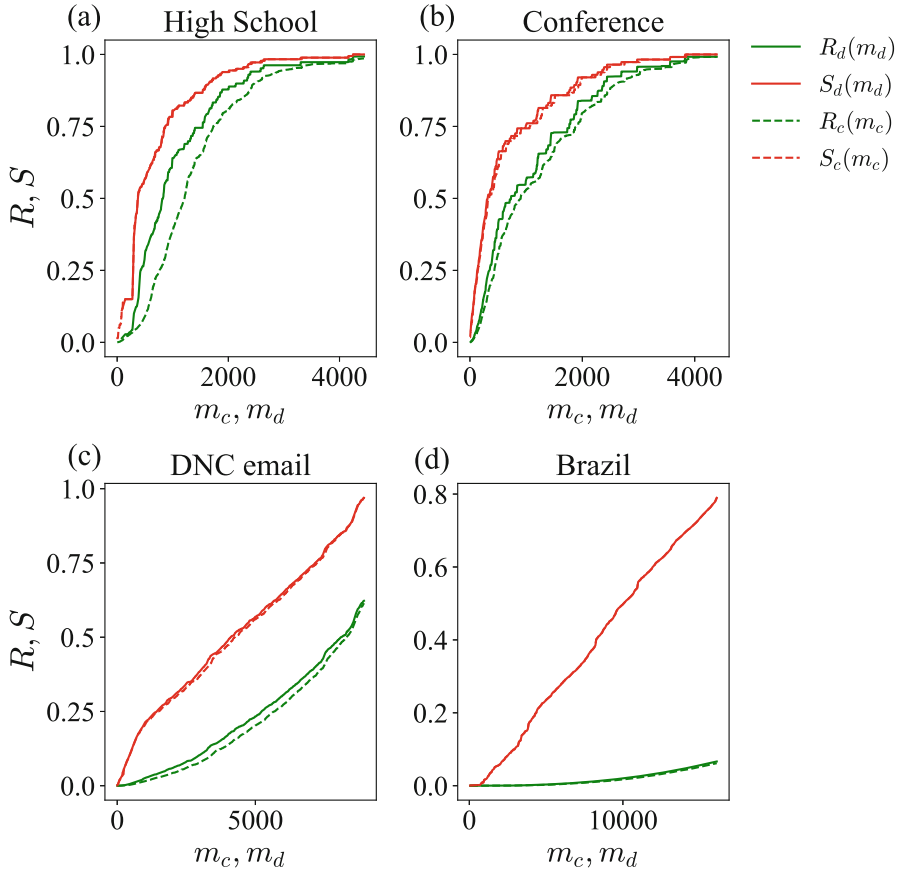 (a) High School
1.0
0.75
0.50
0.25
0.0
R, S
0 2000 4000
m_c, m_d
(b) Conference
1.0
0.75
0.5
0.25
0.0
0 2000 4000
m_c, m_d
R_d(m_d)
S_d(m_d)
R_c(m_c)
S_c(m_c)
(c) DNC email
1.0
0.75
0.5
0.25
0.0
R, S
0 5000
m_c, m_d
(d) Brazil
0.8
0.6
0.4
0.2
0.0
0 10000
m_c, m_d